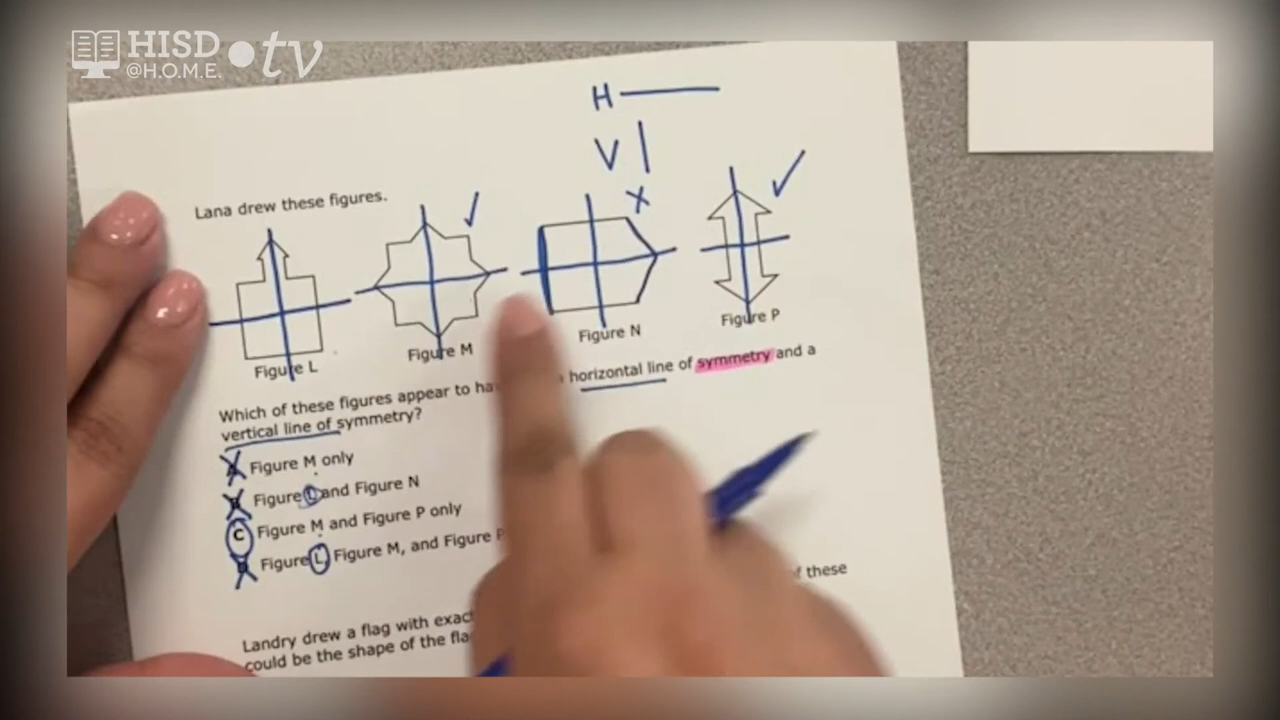 HISD
@H.O.M.E.
tv
H
V
Lana drew these figures.
Figure L
Figure M
Figure N
Figure P
Which of these figures appear to ha horizontal line of symmetry and a
vertical line of symmetry?
Figure M only
Figure L and Figure N
C Figure M and Figure P only
Figure L, Figure M, and Figure P
of these
Landry drew a flag with exac
could be the shape of the fla